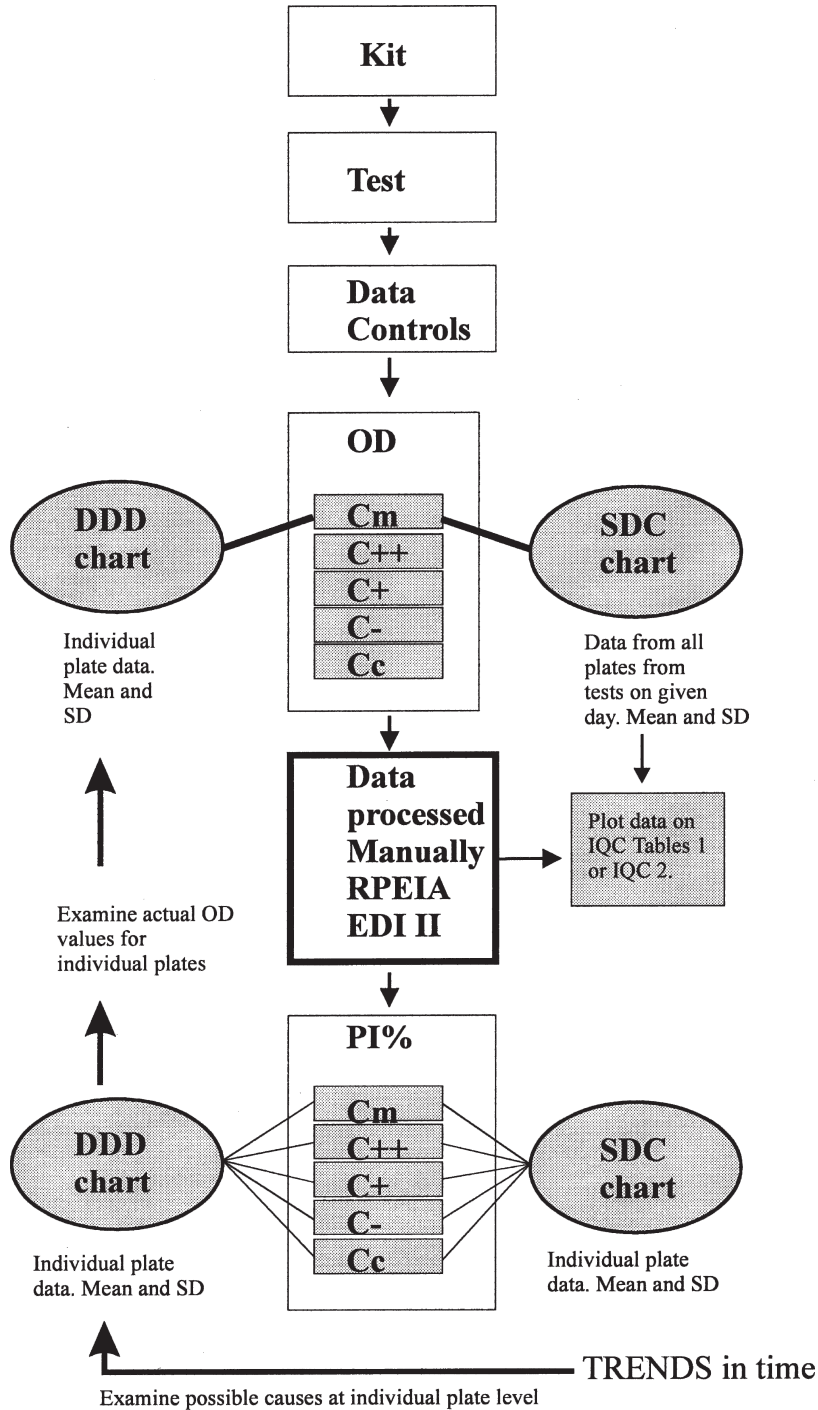 Kit
Test
Data
Controls
OD
Cm
C++
C+
C-
Cc
DDD
chart
SDC
chart
Individual
plate data.
Mean and
SD
Data from all
plates from
tests on given
day. Mean and SD
Data
processed
Manually
RPEIA
EDI II
Plot data on
IQC Tables 1
or IQC 2.
Examine actual OD
values for
individual plates
PI%
Cm
C++
C+
C-
Cc
DDD
chart
SDC
chart
Individual plate
data. Mean and SD
Individual plate
data. Mean and SD
TRENDS in time
Examine possible causes at individual plate level